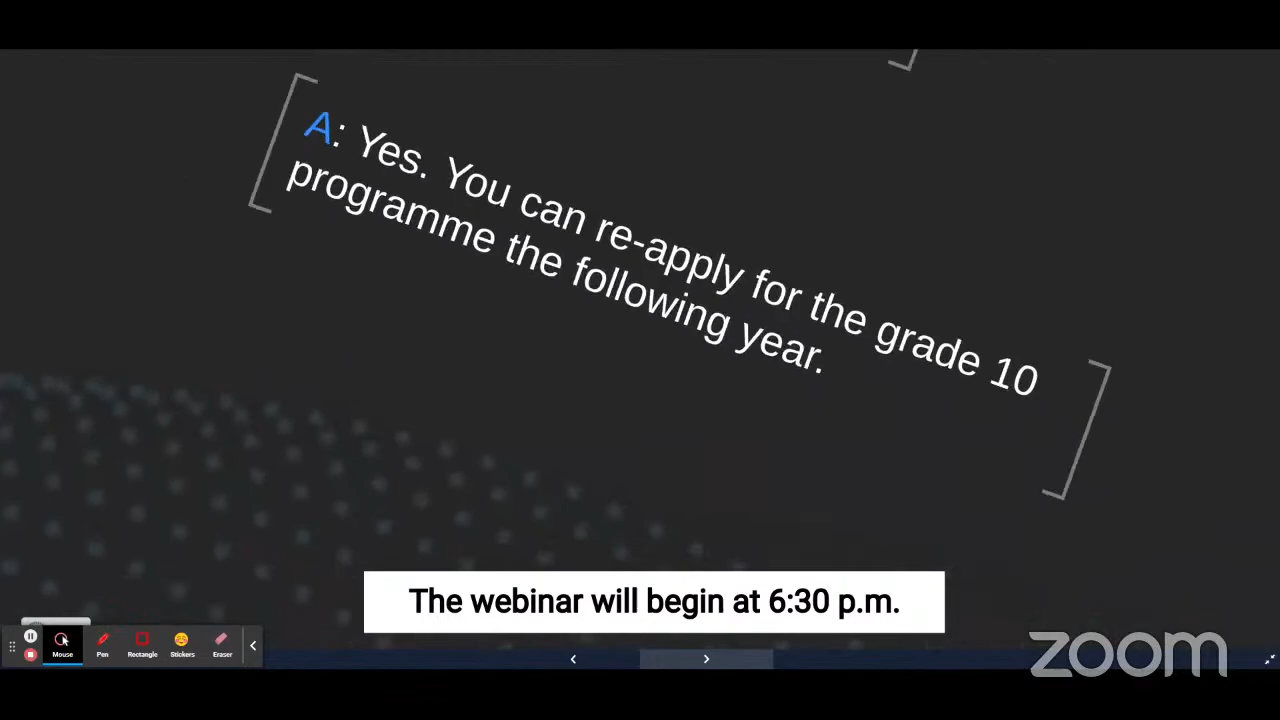 A: Yes. You can re-apply for the grade 10
programme the following year.
The webinar will begin at 6:30 p.m.
Mouse
Pen
Rectangle
Stickers
Eraser
zoom